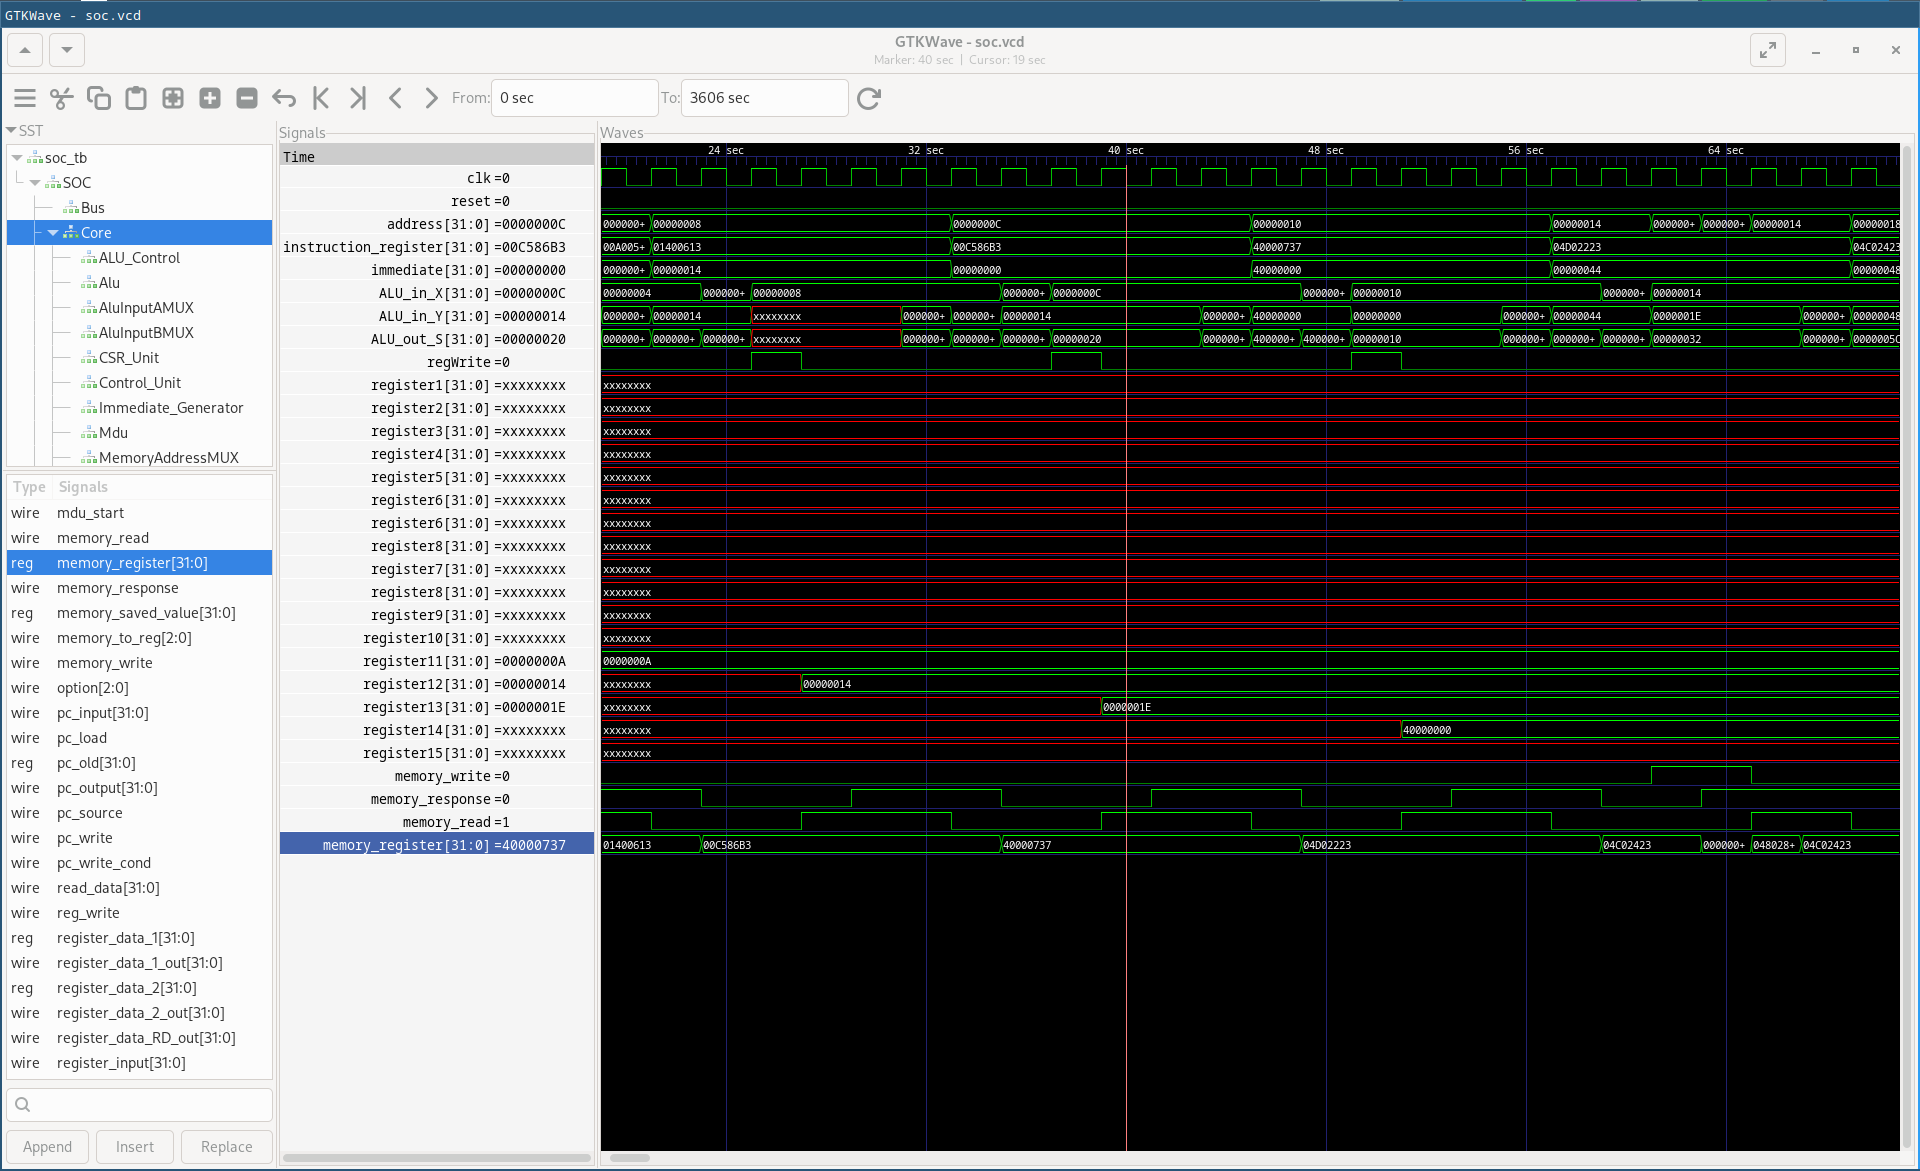 GTKWave - soc.vcd
GTKWave - soc.vcd
Marker: 40 sec | Cursor: 19 sec
From: 0 sec To: 3606 sec
SST
soc_tb
SOC
Bus
Core
ALU_Control
Alu
AluInputAMUX
AluInputBMUX
CSR_Unit
Control_Unit
Immediate_Generator
Mdu
MemoryAddressMUX
Type Signals
wire mdu_start
wire memory_read
reg memory_register[31:0]
wire memory_response
reg memory_saved_value[31:0]
wire memory_to_reg[2:0]
wire memory_write
wire option[2:0]
wire pc_input[31:0]
wire pc_load
reg pc_old[31:0]
wire pc_output[31:0]
wire pc_source
wire pc_write
wire pc_write_cond
wire read_data[31:0]
wire reg_write
reg register_data_1[31:0]
wire register_data_1_out[31:0]
reg register_data_2[31:0]
wire register_data_2_out[31:0]
wire register_data_RD_out[31:0]
wire register_input[31:0]
Append Insert Replace
Signals
Time
clk =0
reset =0
address[31:0] =0000000C
instruction_register[31:0] =00C586B3
immediate[31:0] =00000000
ALU_in_X[31:0] =0000000C
ALU_in_Y[31:0] =00000014
ALU_out_S[31:0] =00000020
regWrite =0
register1[31:0] =xxxxxxxx
register2[31:0] =xxxxxxxx
register3[31:0] =xxxxxxxx
register4[31:0] =xxxxxxxx
register5[31:0] =xxxxxxxx
register6[31:0] =xxxxxxxx
register6[31:0] =xxxxxxxx
register8[31:0] =xxxxxxxx
register7[31:0] =xxxxxxxx
register8[31:0] =xxxxxxxx
register9[31:0] =xxxxxxxx
register10[31:0] =xxxxxxxx
register11[31:0] =0000000A
register12[31:0] =00000014
register13[31:0] =0000001E
register14[31:0] =xxxxxxxx
register15[31:0] =xxxxxxxx
memory_write =0
memory_response =0
memory_read =1
memory_register[31:0] =40000737
Waves
24 sec 32 sec 40 sec 48 sec 56 sec 64 sec
000000+ 00000008 0000000C 00000010 00000014 000000+ 000000+ 00000014 00000018
00A005+ 01400613 00C586B3 40000737 04D02223 04C02423
000000+ 00000014 00000000 40000000 00000044 00000048
00000004 000000+ 00000008 000000+ 0000000C 000000+ 00000010 000000+ 00000014
000000+ 00000014 xxxxxxxx 000000+ 000000+ 00000014 000000+ 40000000 00000000 000000+ 00000044 0000001E 000000+ 00000048
000000+ 000000+ 000000+ xxxxxxxx 000000+ 000000+ 000000+ 00000020 000000+ 400000+ 400000+ 00000010 000000+ 000000+ 000000+ 00000032 000000+ 0000005C
xxxxxxxx
xxxxxxxx
xxxxxxxx
xxxxxxxx
xxxxxxxx
xxxxxxxx
xxxxxxxx
xxxxxxxx
xxxxxxxx
xxxxxxxx
xxxxxxxx
xxxxxxxx
0000000A
xxxxxxxx 00000014
xxxxxxxx 0000001E
xxxxxxxx 40000000
xxxxxxxx
01400613 00C586B3 40000737 04D02223 04C02423 000000+ 048028+ 04C02423